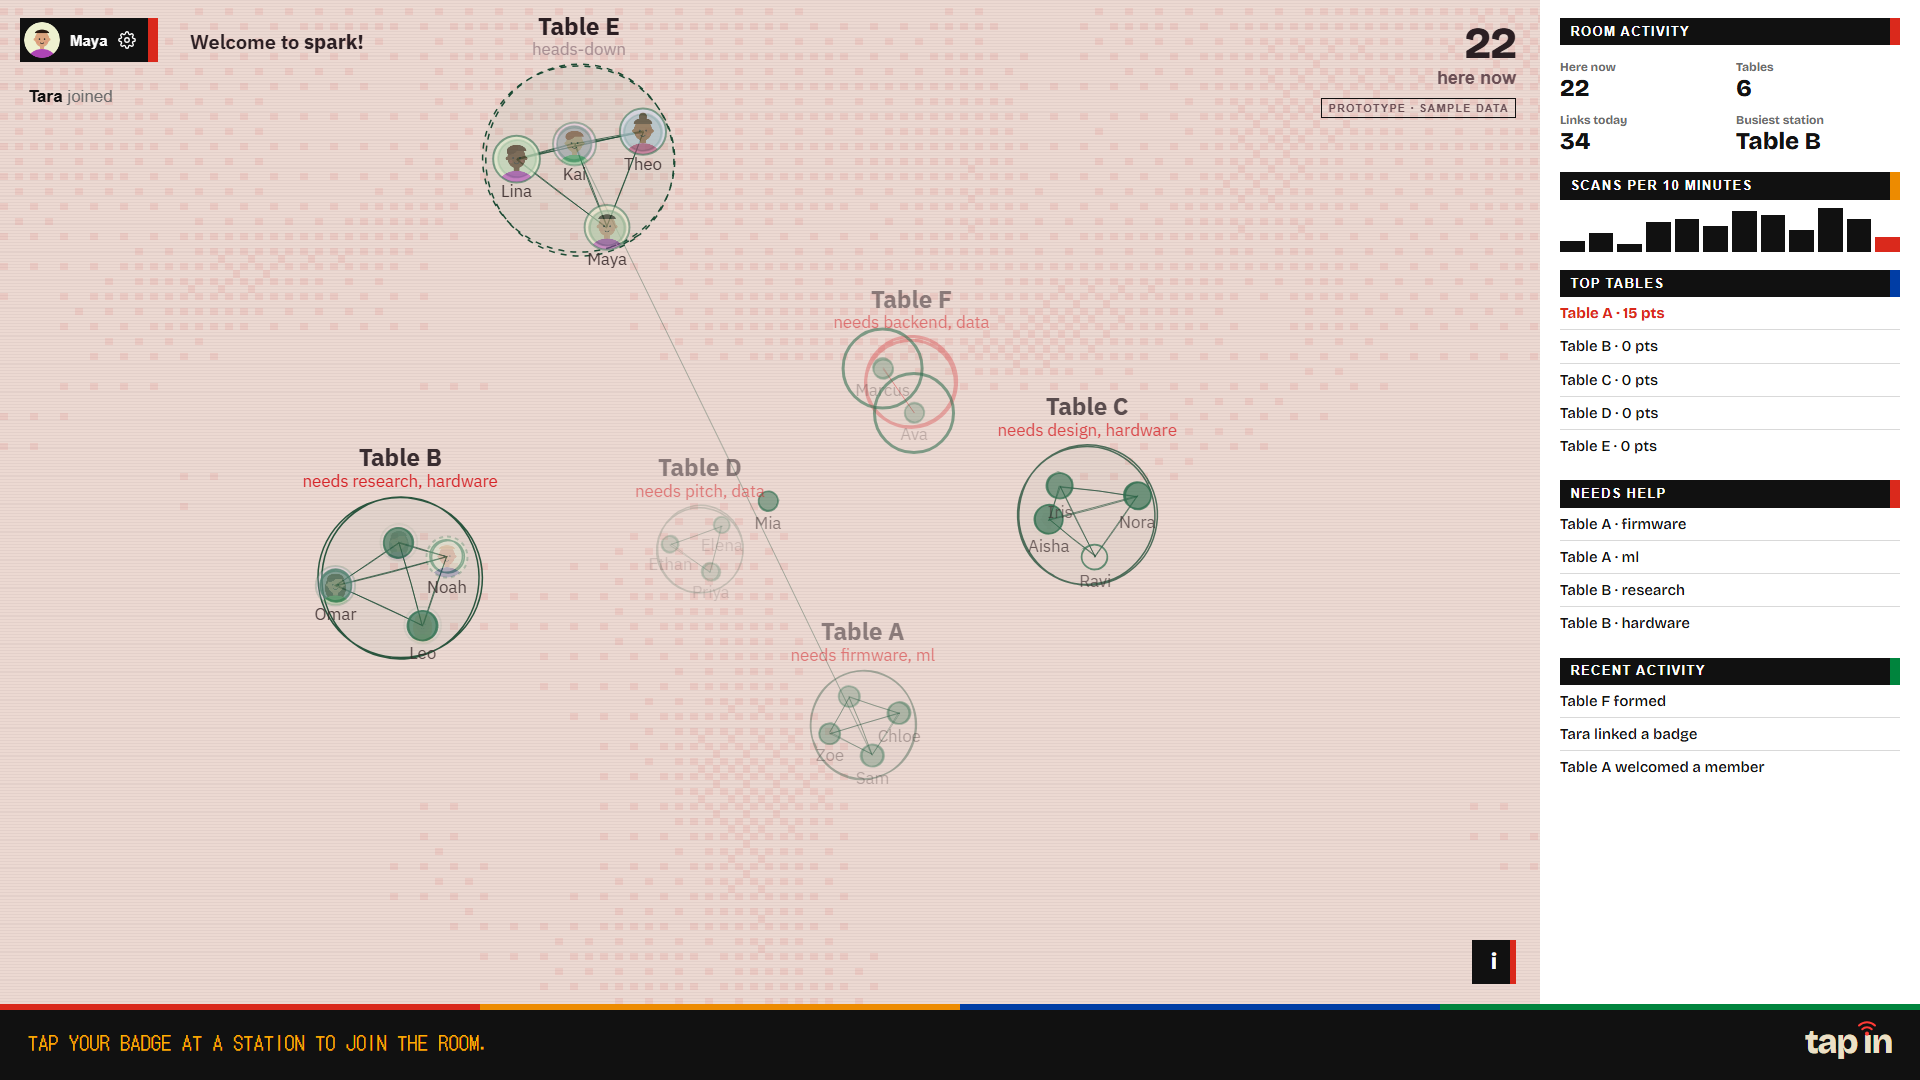 Maya
Welcome to spark!
Tara joined
Table E
heads-down
Lina
Kai
Theo
Maya
22
here now
PROTOTYPE · SAMPLE DATA
Table F
needs backend, data
Marcus
Ava
Table C
needs design, hardware
Iris
Nora
Aisha
Ravi
Table B
needs research, hardware
Noah
Omar
Leo
Table D
needs pitch, data
Mia
Elena
Ethan
Priya
Table A
needs firmware, ml
Chloe
Zoe
Sam
i
ROOM ACTIVITY
Here now
22
Tables
6
Links today
34
Busiest station
Table B
SCANS PER 10 MINUTES
TOP TABLES
Table A · 15 pts
Table B · 0 pts
Table C · 0 pts
Table D · 0 pts
Table E · 0 pts
NEEDS HELP
Table A · firmware
Table A · ml
Table B · research
Table B · hardware
RECENT ACTIVITY
Table F formed
Tara linked a badge
Table A welcomed a member
TAP YOUR BADGE AT A STATION TO JOIN THE ROOM.
tap in